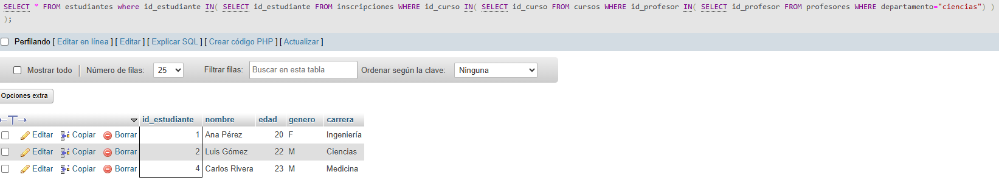 SELECT * FROM estudiantes where id_estudiante IN( SELECT id_estudiante FROM inscripciones WHERE id_curso IN( SELECT id_curso FROM cursos WHERE id_profesor IN( SELECT id_profesor FROM profesores WHERE departamento="ciencias") )
);
Perfilando [ Editar en línea ] [ Editar ] [ Explicar SQL ] [ Crear código PHP ] [ Actualizar ]
Mostrar todo Número de filas: 25 Filtrar filas: Buscar en esta tabla Ordenar según la clave: Ninguna
Opciones extra
←T→ id_estudiante nombre edad genero carrera
Editar Copiar Borrar 1 Ana Pérez 20 F Ingeniería
Editar Copiar Borrar 2 Luis Gómez 22 M Ciencias
Editar Copiar Borrar 4 Carlos Rivera 23 M Medicina